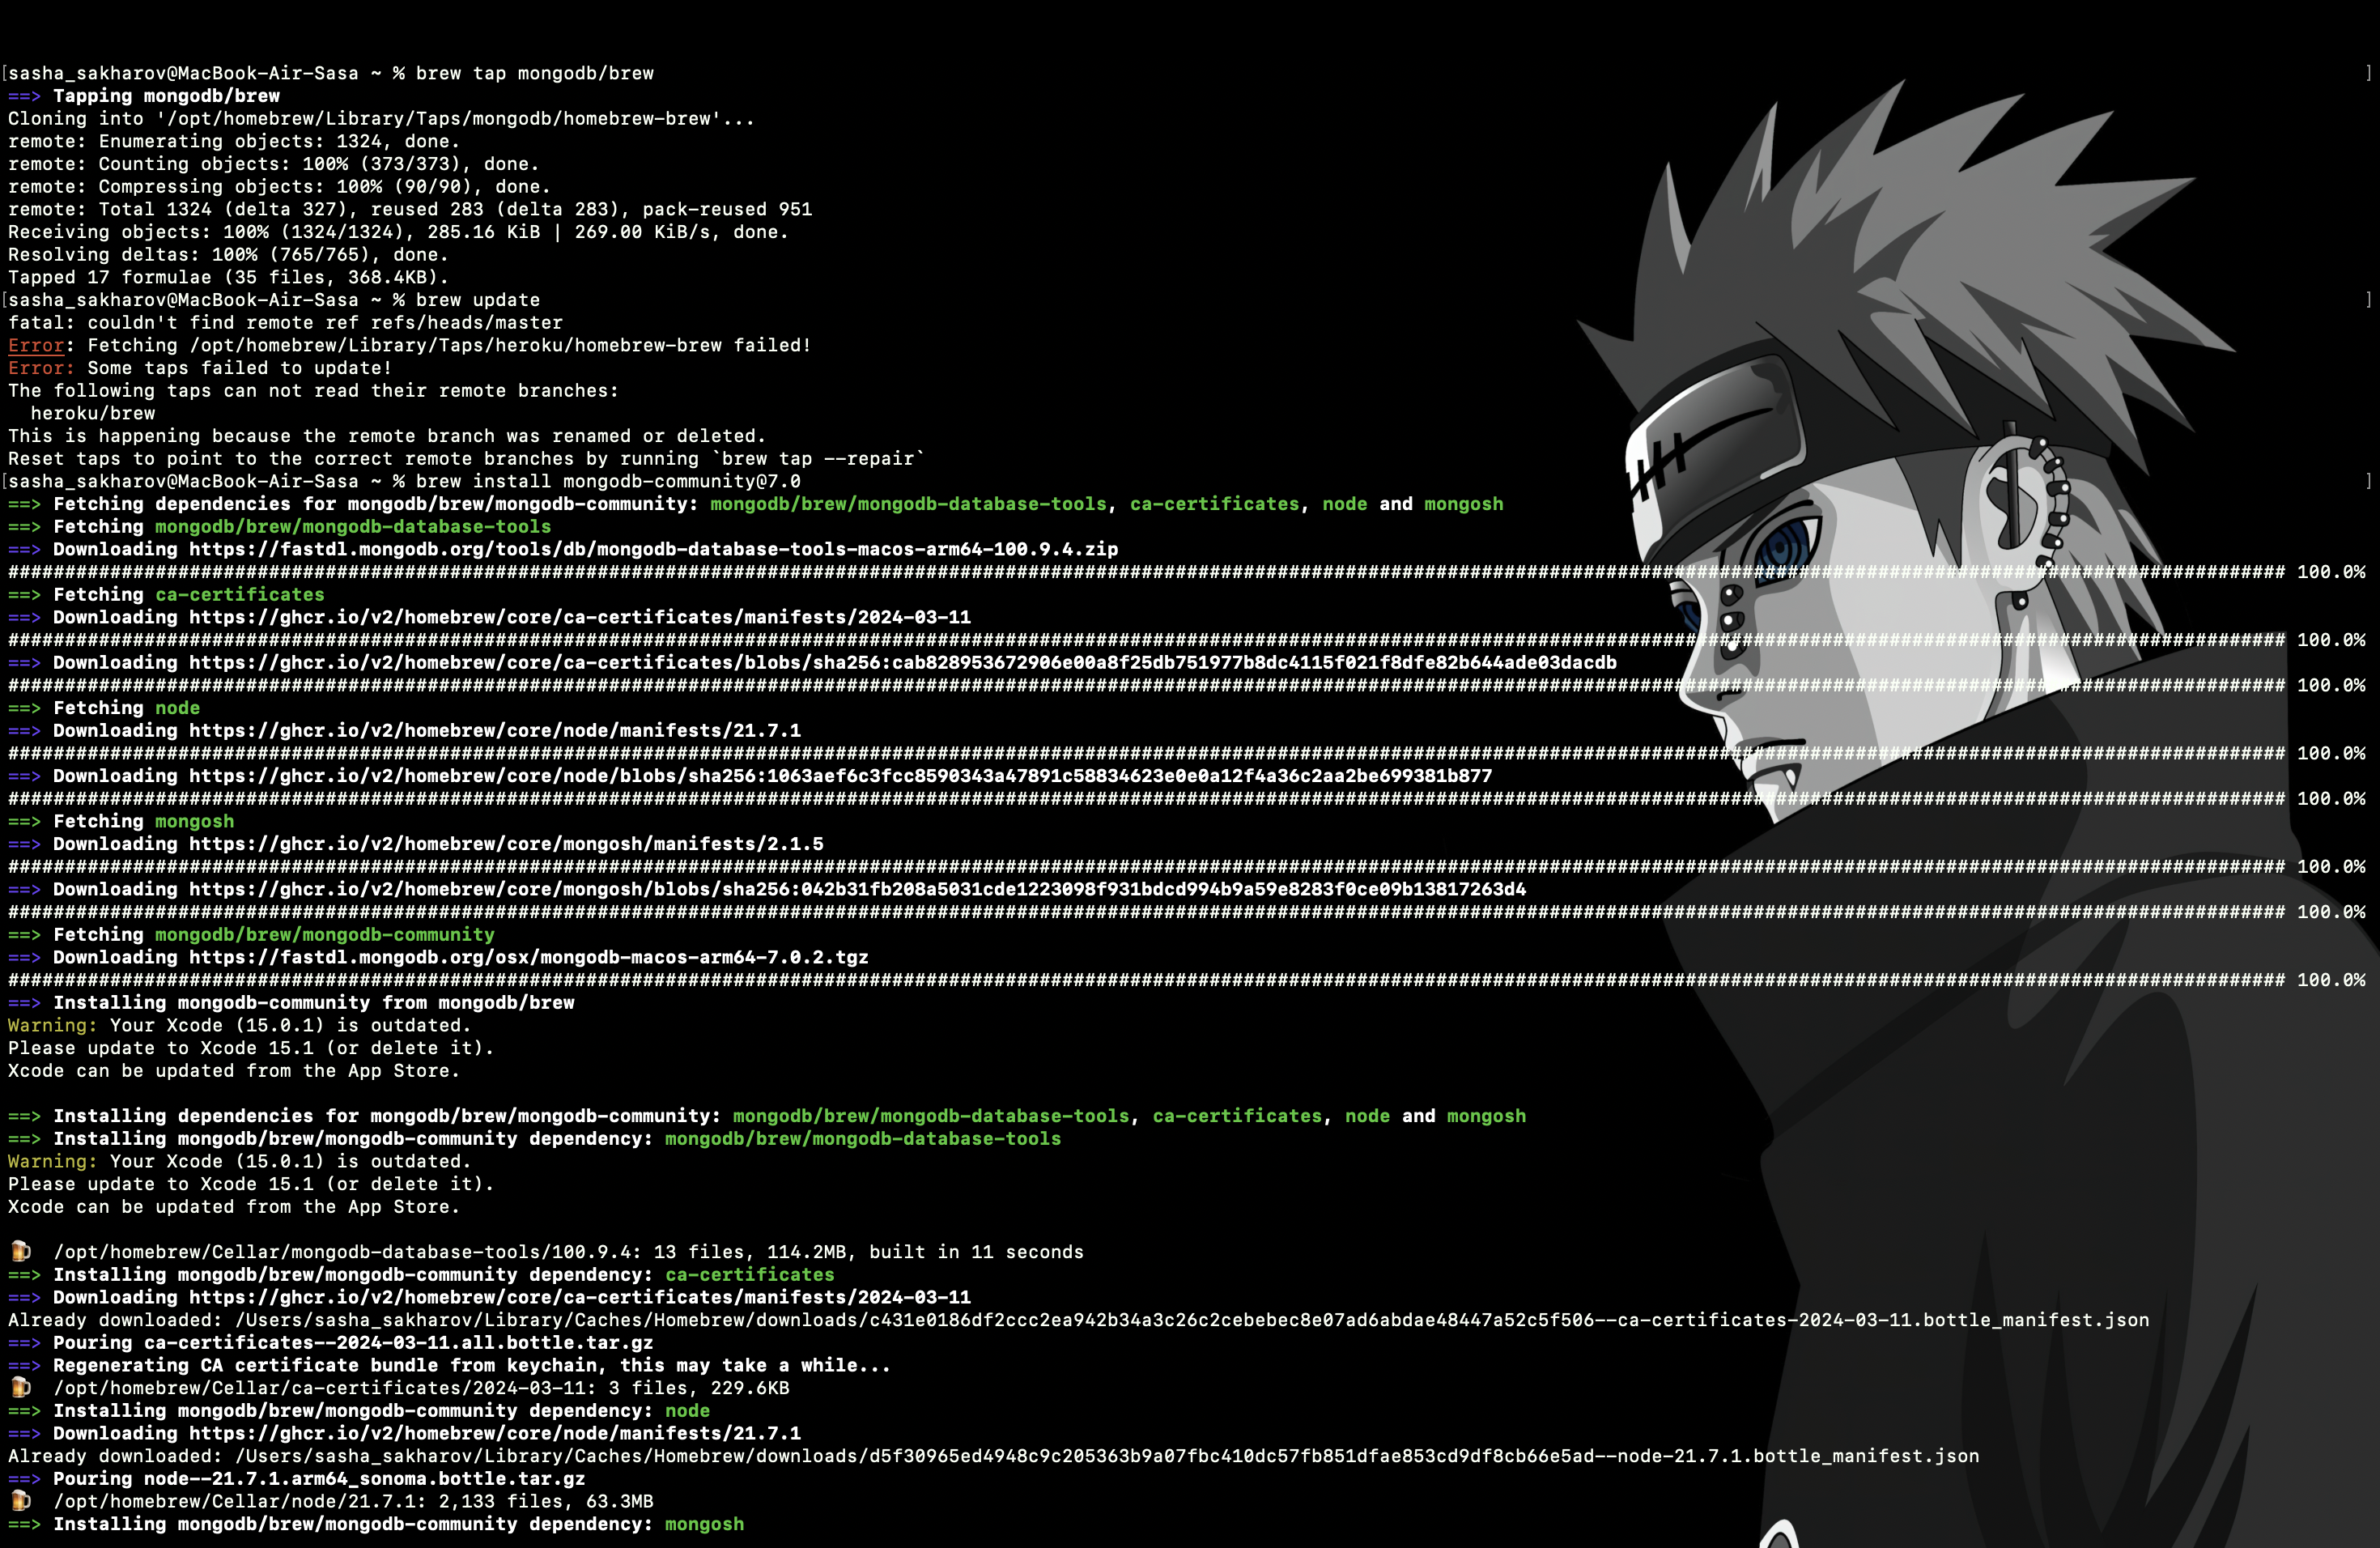 [sasha_sakharov@MacBook-Air-Sasa ~ % brew tap mongodb/brew ]
==> Tapping mongodb/brew
Cloning into '/opt/homebrew/Library/Taps/mongodb/homebrew-brew'...
remote: Enumerating objects: 1324, done.
remote: Counting objects: 100% (373/373), done.
remote: Compressing objects: 100% (90/90), done.
remote: Total 1324 (delta 327), reused 283 (delta 283), pack-reused 951
Receiving objects: 100% (1324/1324), 285.16 KiB | 269.00 KiB/s, done.
Resolving deltas: 100% (765/765), done.
Tapped 17 formulae (35 files, 368.4KB).
[sasha_sakharov@MacBook-Air-Sasa ~ % brew update ]
fatal: couldn't find remote ref refs/heads/master
Error: Fetching /opt/homebrew/Library/Taps/heroku/homebrew-brew failed!
Error: Some taps failed to update!
The following taps can not read their remote branches:
  heroku/brew
This is happening because the remote branch was renamed or deleted.
Reset taps to point to the correct remote branches by running `brew tap --repair`
[sasha_sakharov@MacBook-Air-Sasa ~ % brew install mongodb-community@7.0 ]
==> Fetching dependencies for mongodb/brew/mongodb-community: mongodb/brew/mongodb-database-tools, ca-certificates, node and mongosh
==> Fetching mongodb/brew/mongodb-database-tools
==> Downloading https://fastdl.mongodb.org/tools/db/mongodb-database-tools-macos-arm64-100.9.4.zip
######################################################################## 100.0%
==> Fetching ca-certificates
==> Downloading https://ghcr.io/v2/homebrew/core/ca-certificates/manifests/2024-03-11
######################################################################## 100.0%
==> Downloading https://ghcr.io/v2/homebrew/core/ca-certificates/blobs/sha256:cab828953672906e00a8f25db751977b8dc4115f021f8dfe82b644ade03dacdb
######################################################################## 100.0%
==> Fetching node
==> Downloading https://ghcr.io/v2/homebrew/core/node/manifests/21.7.1
######################################################################## 100.0%
==> Downloading https://ghcr.io/v2/homebrew/core/node/blobs/sha256:1063aef6c3fcc8590343a47891c58834623e0e0a12f4a36c2aa2be699381b877
######################################################################## 100.0%
==> Fetching mongosh
==> Downloading https://ghcr.io/v2/homebrew/core/mongosh/manifests/2.1.5
######################################################################## 100.0%
==> Downloading https://ghcr.io/v2/homebrew/core/mongosh/blobs/sha256:042b31fb208a5031cde1223098f931bdcd994b9a59e8283f0ce09b13817263d4
######################################################################## 100.0%
==> Fetching mongodb/brew/mongodb-community
==> Downloading https://fastdl.mongodb.org/osx/mongodb-macos-arm64-7.0.2.tgz
######################################################################## 100.0%
==> Installing mongodb-community from mongodb/brew
Warning: Your Xcode (15.0.1) is outdated.
Please update to Xcode 15.1 (or delete it).
Xcode can be updated from the App Store.
==> Installing dependencies for mongodb/brew/mongodb-community: mongodb/brew/mongodb-database-tools, ca-certificates, node and mongosh
==> Installing mongodb/brew/mongodb-community dependency: mongodb/brew/mongodb-database-tools
Warning: Your Xcode (15.0.1) is outdated.
Please update to Xcode 15.1 (or delete it).
Xcode can be updated from the App Store.
🍺  /opt/homebrew/Cellar/mongodb-database-tools/100.9.4: 13 files, 114.2MB, built in 11 seconds
==> Installing mongodb/brew/mongodb-community dependency: ca-certificates
==> Downloading https://ghcr.io/v2/homebrew/core/ca-certificates/manifests/2024-03-11
Already downloaded: /Users/sasha_sakharov/Library/Caches/Homebrew/downloads/c431e0186df2ccc2ea942b34a3c26c2cebebec8e07ad6abdae48447a52c5f506--ca-certificates-2024-03-11.bottle_manifest.json
==> Pouring ca-certificates--2024-03-11.all.bottle.tar.gz
==> Regenerating CA certificate bundle from keychain, this may take a while...
🍺  /opt/homebrew/Cellar/ca-certificates/2024-03-11: 3 files, 229.6KB
==> Installing mongodb/brew/mongodb-community dependency: node
==> Downloading https://ghcr.io/v2/homebrew/core/node/manifests/21.7.1
Already downloaded: /Users/sasha_sakharov/Library/Caches/Homebrew/downloads/d5f30965ed4948c9c205363b9a07fbc410dc57fb851dfae853cd9df8cb66e5ad--node-21.7.1.bottle_manifest.json
==> Pouring node--21.7.1.arm64_sonoma.bottle.tar.gz
🍺  /opt/homebrew/Cellar/node/21.7.1: 2,133 files, 63.3MB
==> Installing mongodb/brew/mongodb-community dependency: mongosh